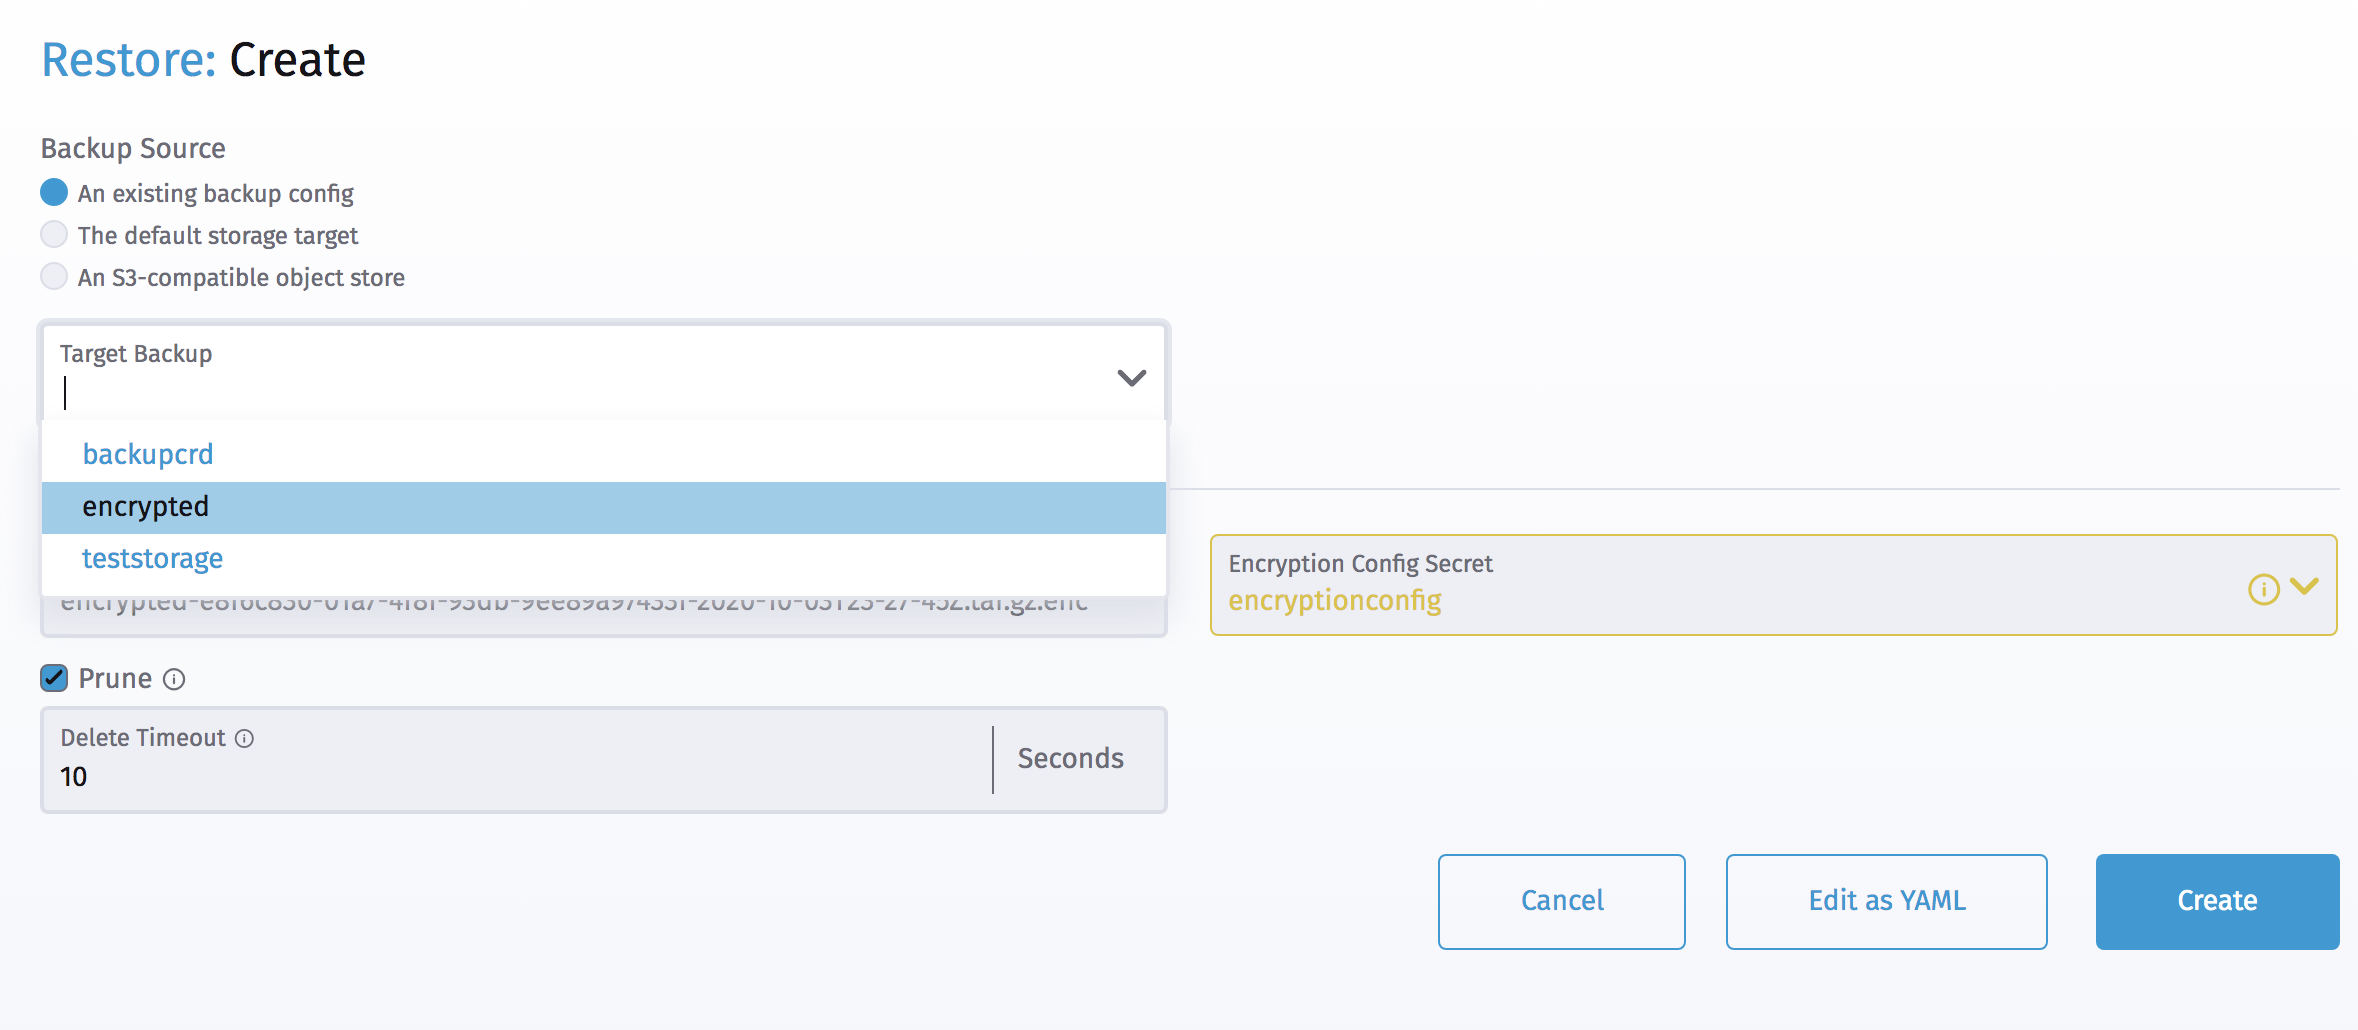 Restore: Create
Backup Source
An existing backup config
The default storage target
An S3-compatible object store
Target Backup
backupcrd
encrypted
teststorage
Encryption Config Secret
encryptionconfig
Prune
Delete Timeout
10
Seconds
Cancel
Edit as YAML
Create